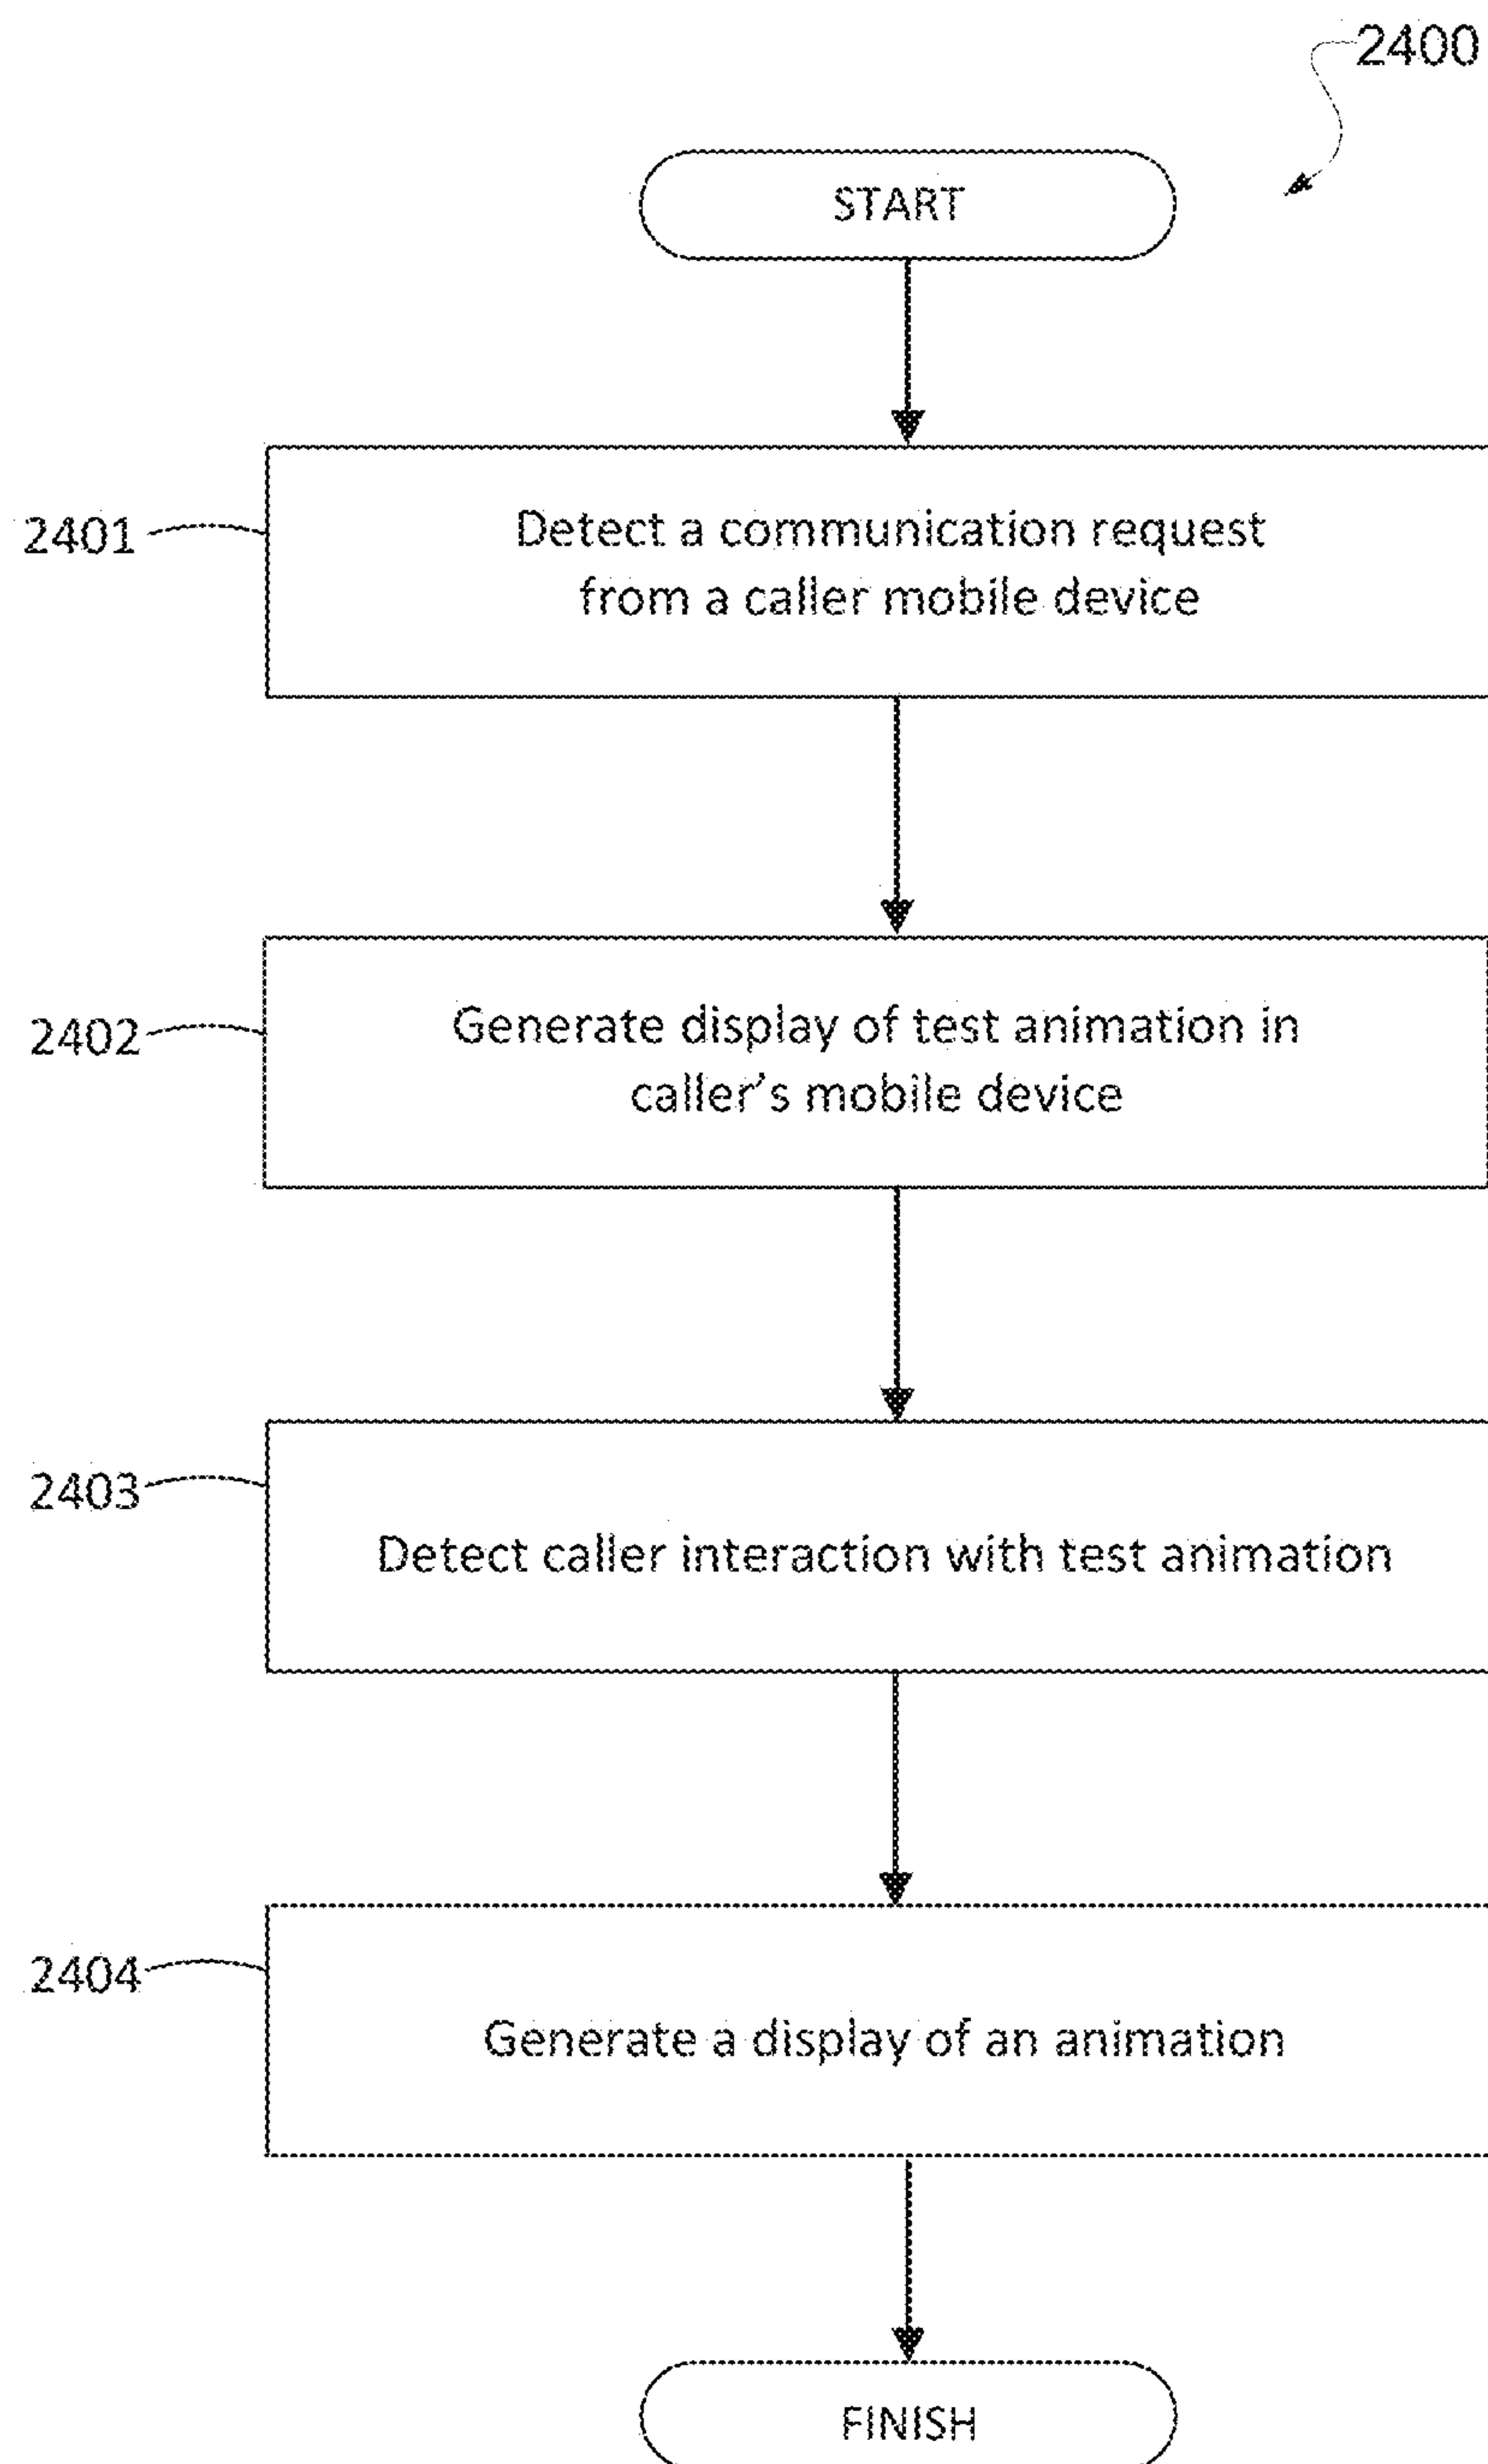 2400
START
2401
Detect a communication request
from a caller mobile device
2402
Generate display of test animation in
caller's mobile device
2403
Detect caller interaction with test animation
2404
Generate a display of an animation
FINISH